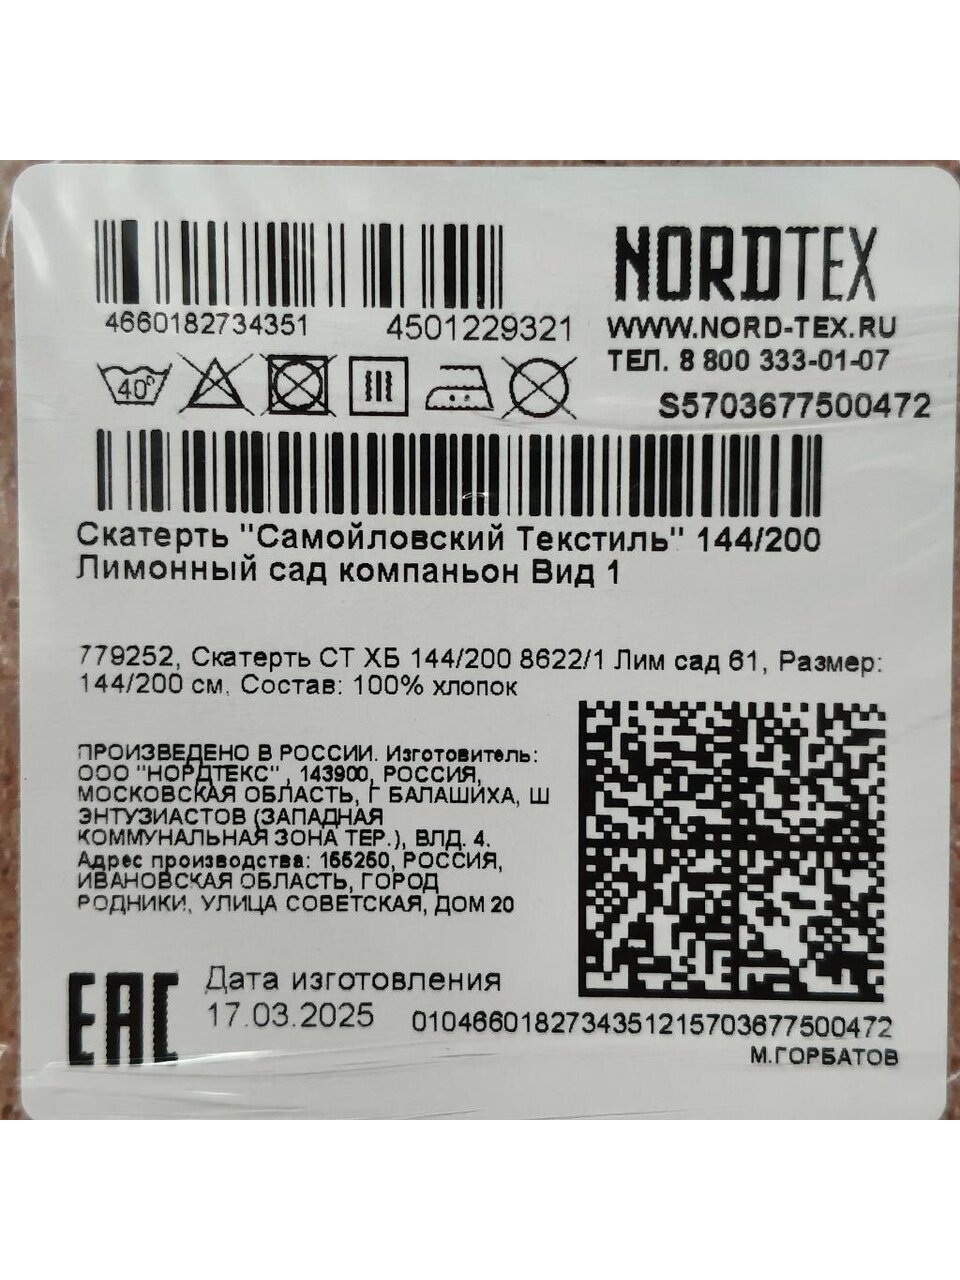 NORDTEX
4660182734351 4501229321
WWW.NORD-TEX.RU
ТЕЛ. 8 800 333-01-07
40°
S5703677500472
Скатерть "Самойловский Текстиль" 144/200
Лимонный сад компаньон Вид 1
779252, Скатерть СТ ХБ 144/200 8622/1 Лим сад 61, Размер:
144/200 см, Состав: 100% хлопок
ПРОИЗВЕДЕНО В РОССИИ. Изготовитель:
ООО "НОРДТЕКС" , 143900, РОССИЯ,
МОСКОВСКАЯ ОБЛАСТЬ, Г БАЛАШИХА, Ш
ЭНТУЗИАСТОВ (ЗАПАДНАЯ
КОММУНАЛЬНАЯ ЗОНА ТЕР.), ВЛД. 4.
Адрес производства: 155250, РОССИЯ,
ИВАНОВСКАЯ ОБЛАСТЬ, ГОРОД
РОДНИКИ, УЛИЦА СОВЕТСКАЯ, ДОМ 20
EAC
Дата изготовления
17.03.2025
0104660182734351215703677500472
М.ГОРБАТОВ